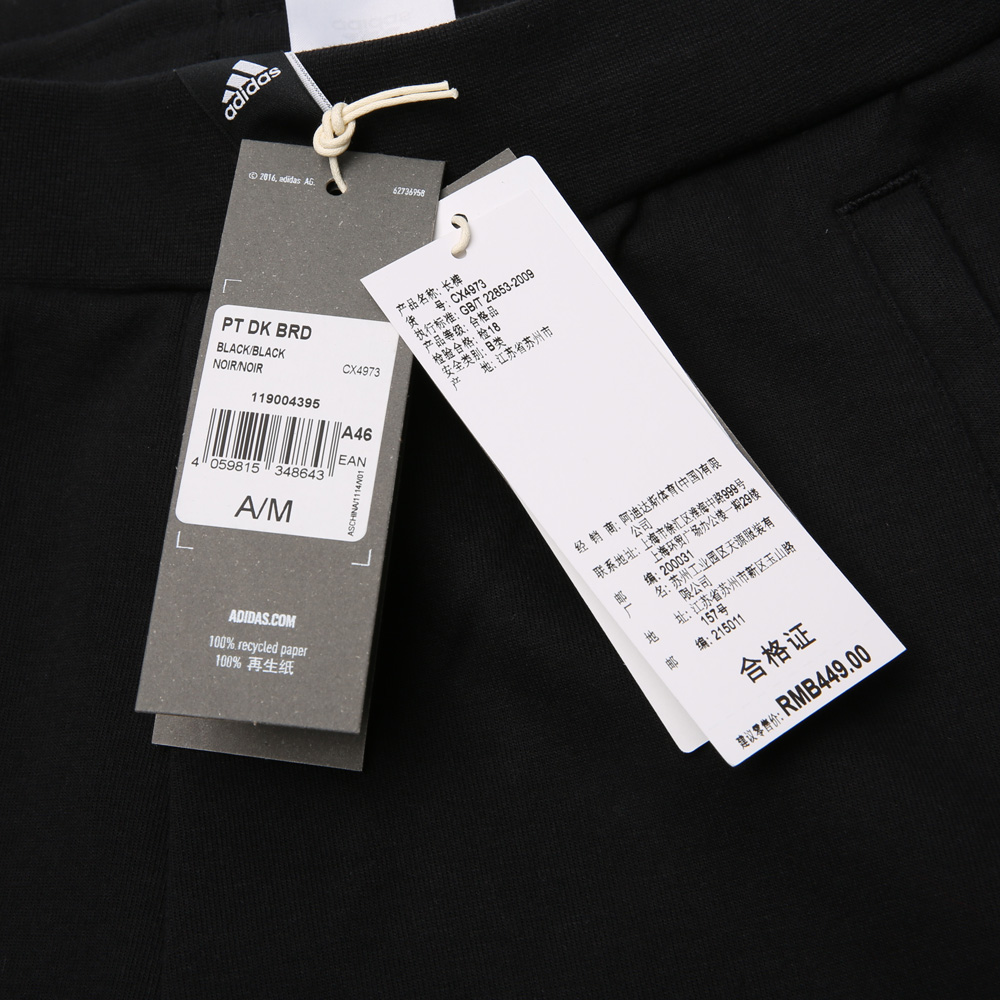 adidas
© 2016, adidas AG.
62736958
PT DK BRD
BLACK/BLACK
NOIR/NOIR
CX4973
119004395
A46
4 059815 348643
EAN
A/M
ASCHINA/1114/V01
ADIDAS.COM
100% recycled paper
100% 再生纸
产品名称: 长裤
货 号: CX4973
执行标准: GB/T 22853-2009
产品等级: 合格品
检验合格: 检18
安全类别: B类
产 地: 江苏省苏州市
经 销 商: 阿迪达斯体育(中国)有限
公司
联系地址: 上海市徐汇区淮海中路999号
上海环贸广场办公楼一期29楼
邮 编: 200031
厂 名: 苏州工业园区天源服装有
限公司
地 址: 江苏省苏州市新区玉山路
157号
邮 编: 215011
合格证
建议零售价: RMB449.00